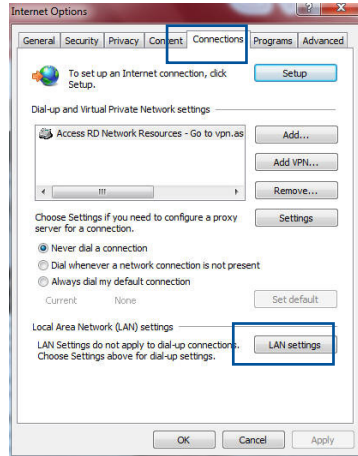 Internet Options
General Security Privacy Content Connections Programs Advanced
To set up an Internet connection, click
Setup.
Setup
Dial-up and Virtual Private Network settings
Access RD Network Resources - Go to vpn.as
Add...
Add VPN...
Remove...
Choose Settings if you need to configure a proxy
server for a connection.
Settings
Never dial a connection
Dial whenever a network connection is not present
Always dial my default connection
Current None
Set default
Local Area Network (LAN) settings
LAN Settings do not apply to dial-up connections.
Choose Settings above for dial-up settings.
LAN settings
OK Cancel Apply